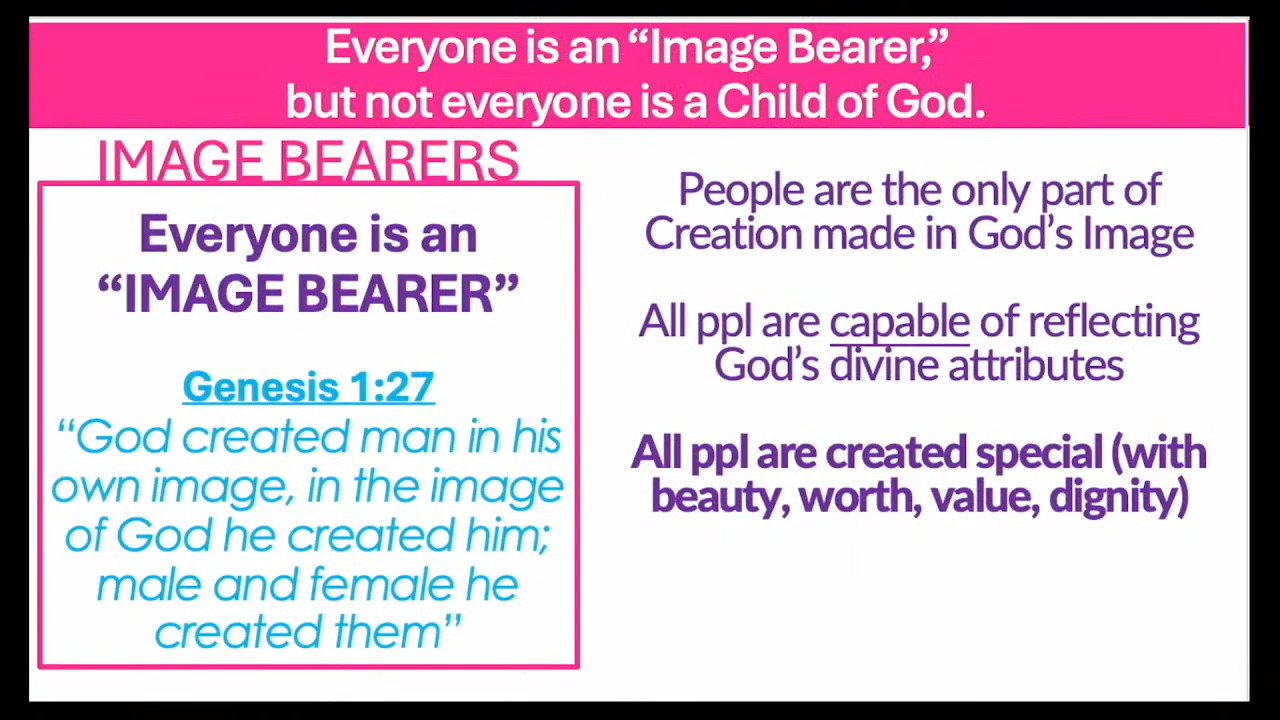 Everyone is an “Image Bearer,”
but not everyone is a Child of God.
IMAGE BEARERS
Everyone is an
“IMAGE BEARER”
Genesis 1:27
“God created man in his
own image, in the image
of God he created him;
male and female he
created them”
People are the only part of
Creation made in God’s Image
All ppl are capable of reflecting
God’s divine attributes
All ppl are created special (with
beauty, worth, value, dignity)